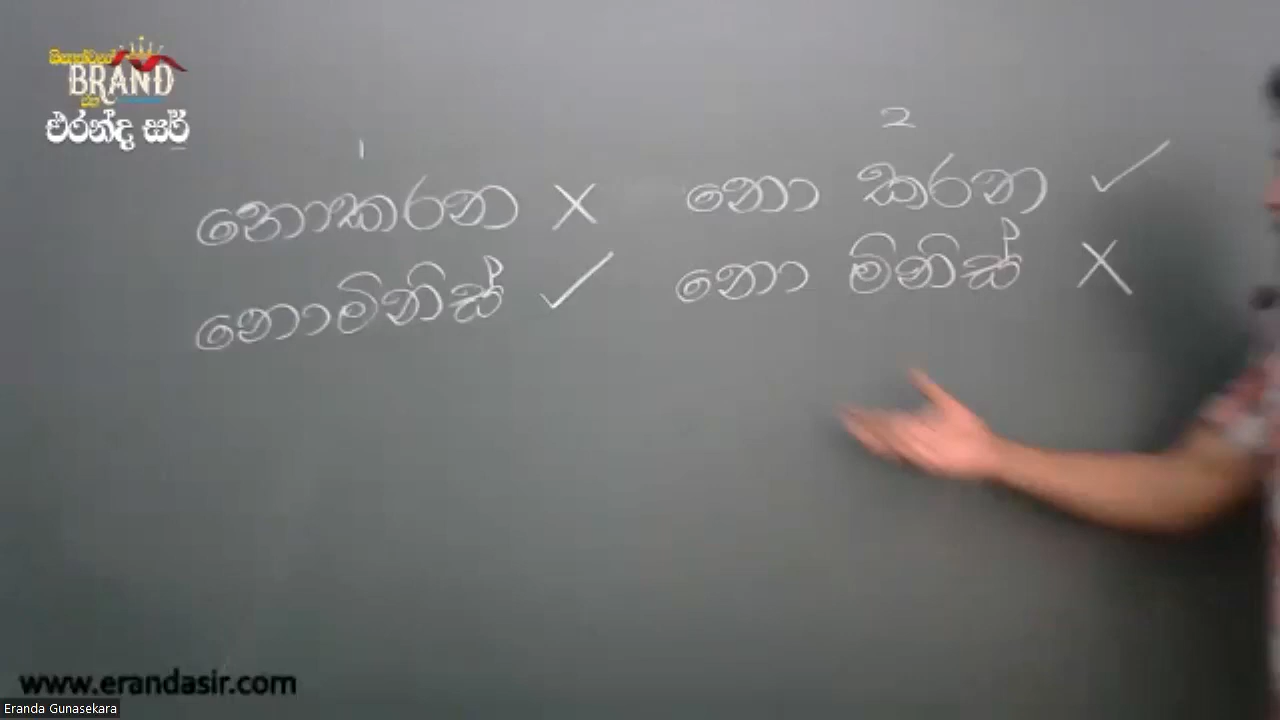 BRAND
එරන්ද සර්
1
2
නොකරන ✗ නො කරන ✓
නොමිනිස් ✓ නො මිනිස් ✗
www.erandasir.com
Eranda Gunasekara